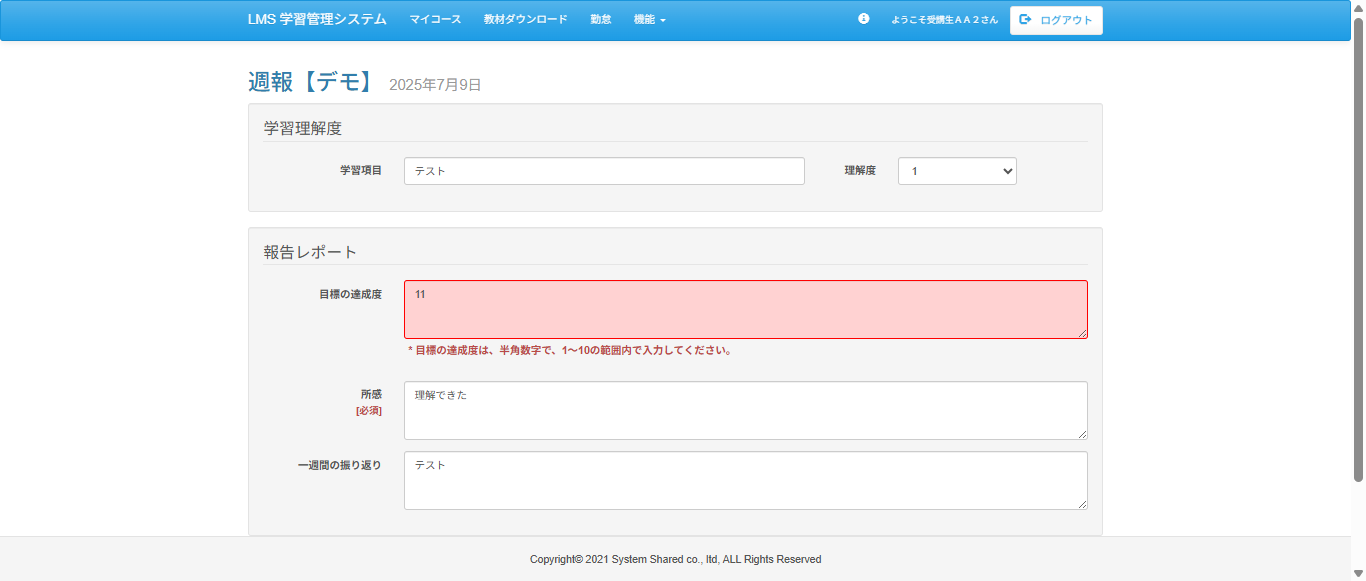 LMS 学習管理システム マイコース 教材ダウンロード 勤怠 機能 ようこそ受講生ＡＡ２さん ログアウト
週報【デモ】 2025年7月9日
学習理解度
学習項目 テスト 理解度 1
報告レポート
目標の達成度 11
* 目標の達成度は、半角数字で、1～10の範囲内で入力してください。
所感 理解できた
[必須]
一週間の振り返り テスト
Copyright© 2021 System Shared co., ltd, ALL Rights Reserved